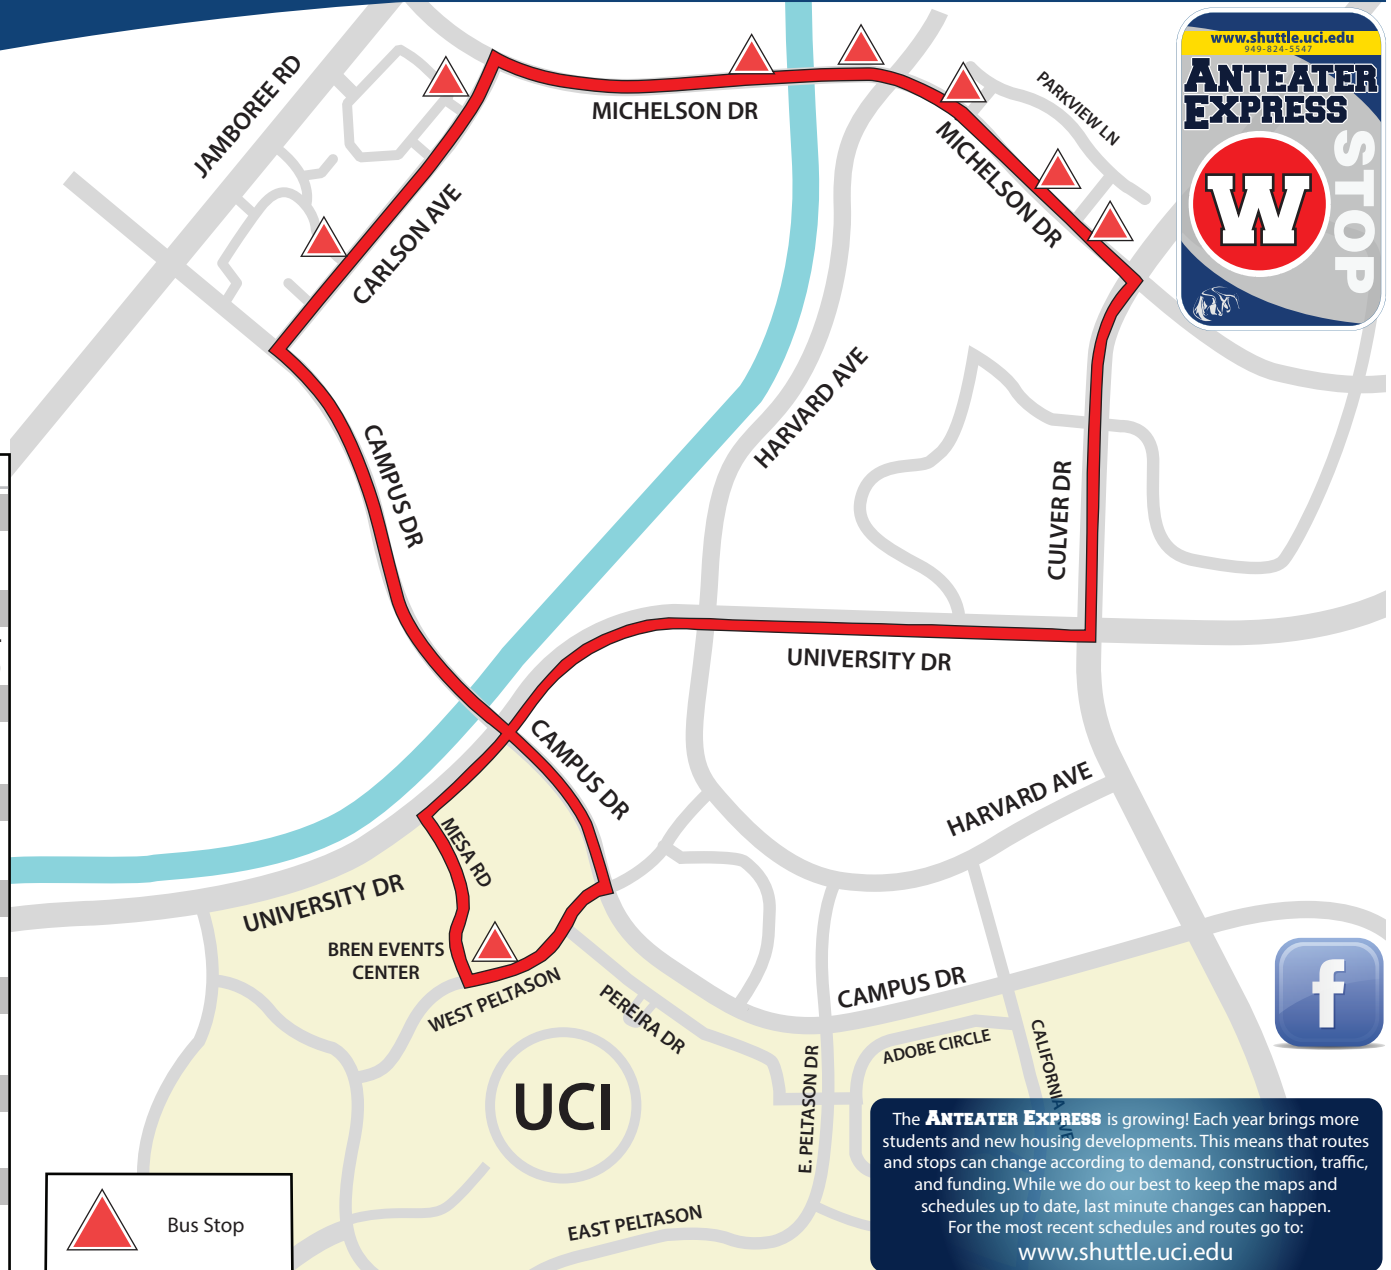 www.shuttle.uci.edu
949-824-5547
ANTEATER
EXPRESS
W
STOP
JAMBOREE RD
MICHELSON DR
PARKVIEW LN
MICHELSON DR
CARLSON AVE
HARVARD AVE
CAMPUS DR
CULVER DR
UNIVERSITY DR
CAMPUS DR
HARVARD AVE
MESA RD
UNIVERSITY DR
BREN EVENTS
CENTER
WEST PELTASON
PEREIRA DR
CAMPUS DR
ADOBE CIRCLE
CALIFORNIA AVE
E. PELTASON DR
UCI
EAST PELTASON
f
Bus Stop
The ANTEATER EXPRESS is growing! Each year brings more
students and new housing developments. This means that routes
and stops can change according to demand, construction, traffic,
and funding. While we do our best to keep the maps and
schedules up to date, last minute changes can happen.
For the most recent schedules and routes go to:
www.shuttle.uci.edu